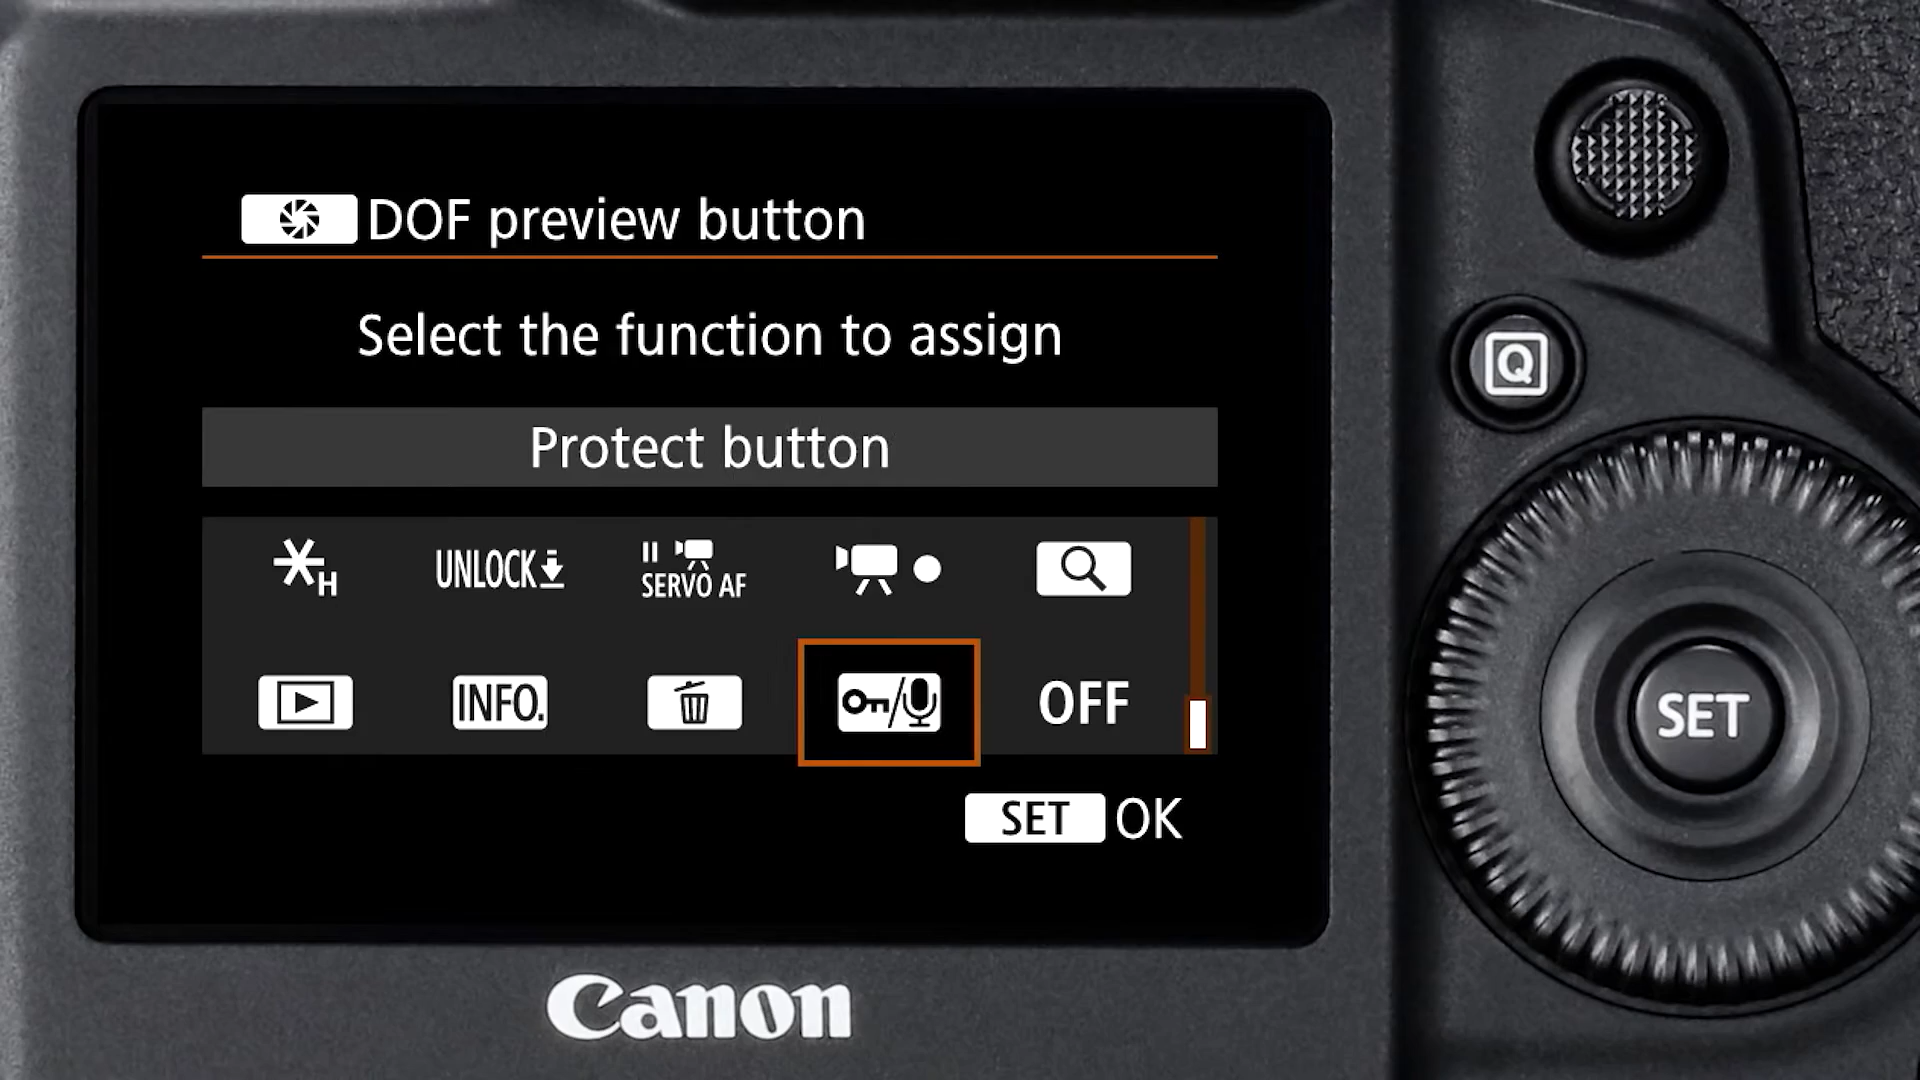 DOF preview button
Select the function to assign
Protect button
H
UNLOCK
SERVO AF
INFO.
OFF
SET OK
Canon
Q
SET